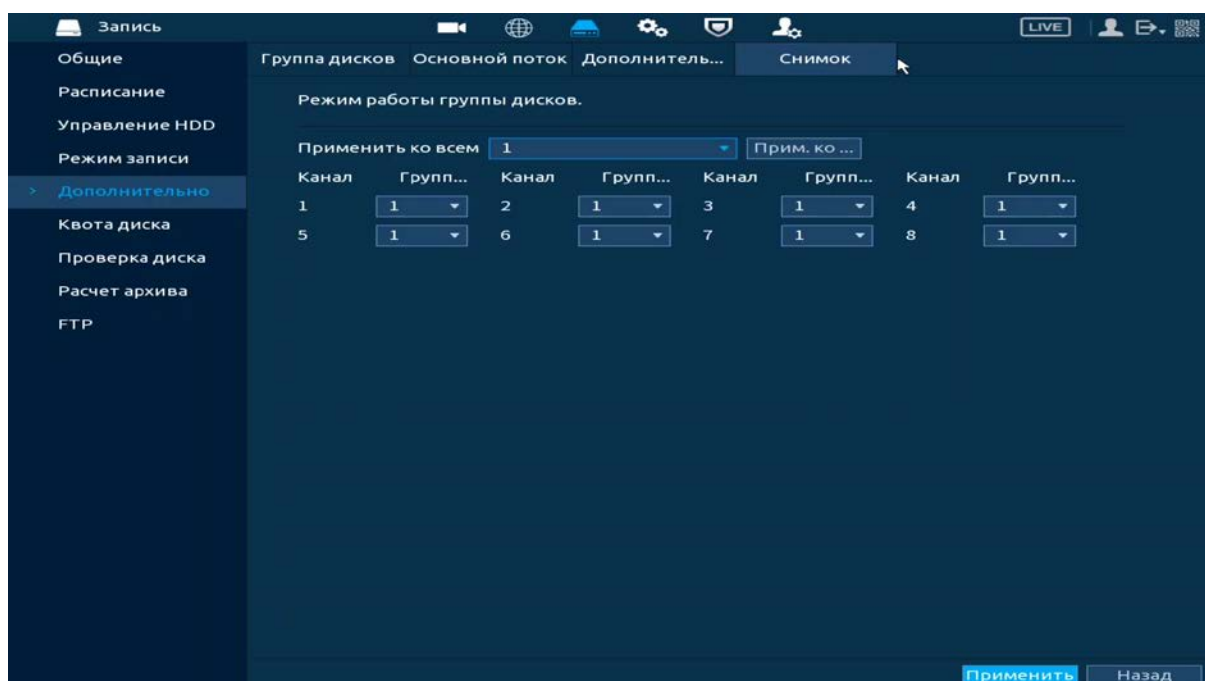 Запись LIVE
Общие
Расписание
Управление HDD
Режим записи
> Дополнительно
Квота диска
Проверка диска
Расчет архива
FTP
Группа дисков Основной поток Дополнитель... Снимок
Режим работы группы дисков.
Применить ко всем 1 Прим. ко ...
Канал Групп... Канал Групп... Канал Групп... Канал Групп...
1 1 2 1 3 1 4 1
5 1 6 1 7 1 8 1
Применить Назад